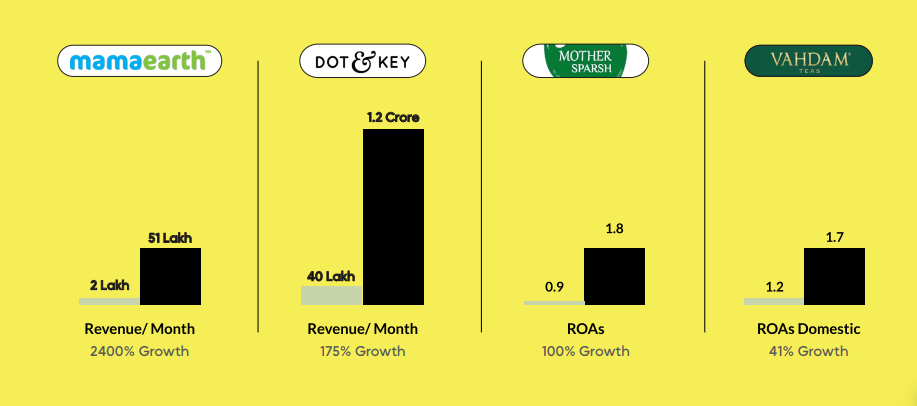 mamaearth™
2 Lakh
51 Lakh
Revenue/ Month
2400% Growth
DOT & KEY
40 Lakh
1.2 Crore
Revenue/ Month
175% Growth
MOTHER
SPARSH
0.9
1.8
ROAs
100% Growth
VAHDAM®
TEAS
1.2
1.7
ROAs Domestic
41% Growth